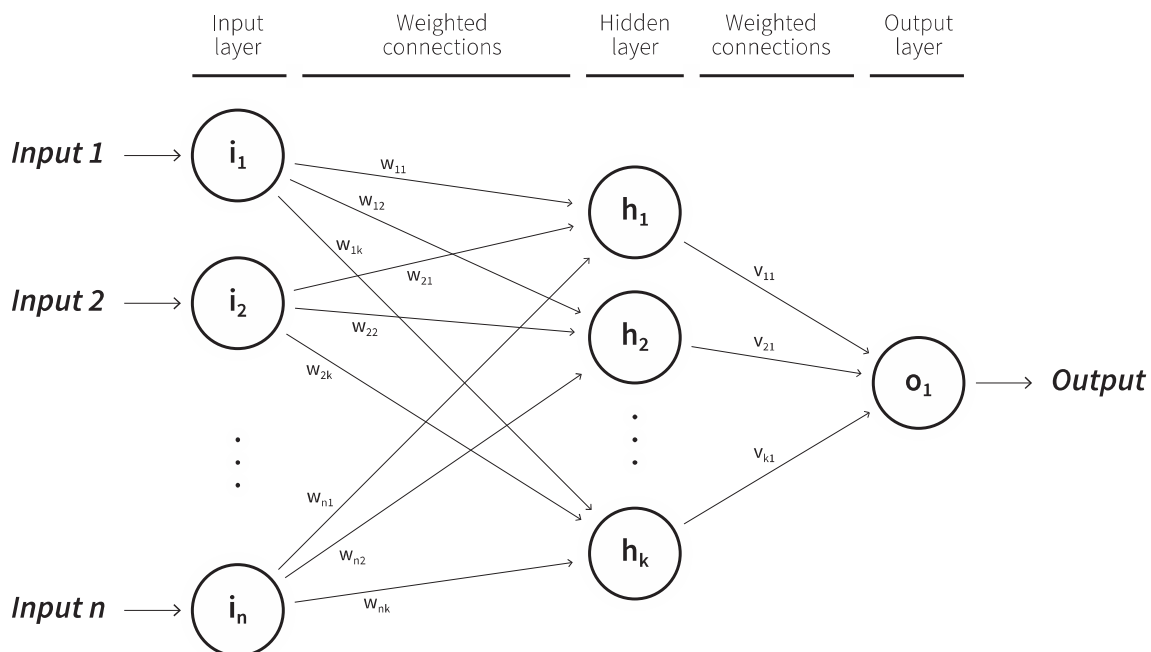 Input
layer
Weighted
connections
Hidden
layer
Weighted
connections
Output
layer
Input 1
i₁
w₁₁
w₁₂
w₁ₖ
h₁
Input 2
i₂
w₂₁
w₂₂
w₂ₖ
h₂
v₁₁
v₂₁
vₖ₁
o₁
Output
Input n
iₙ
wₙ₁
wₙ₂
wₙₖ
hₖ